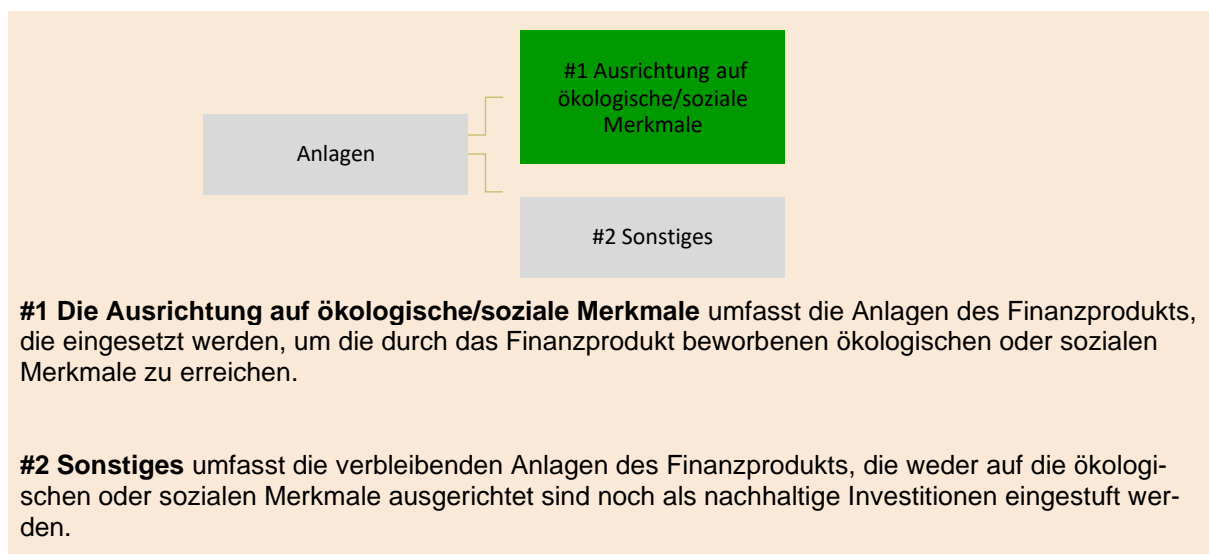 #1 Ausrichtung auf
ökologische/soziale
Merkmale
Anlagen
#2 Sonstiges
#1 Die Ausrichtung auf ökologische/soziale Merkmale umfasst die Anlagen des Finanzprodukts,
die eingesetzt werden, um die durch das Finanzprodukt beworbenen ökologischen oder sozialen
Merkmale zu erreichen.
#2 Sonstiges umfasst die verbleibenden Anlagen des Finanzprodukts, die weder auf die ökologi-
schen oder sozialen Merkmale ausgerichtet sind noch als nachhaltige Investitionen eingestuft wer-
den.